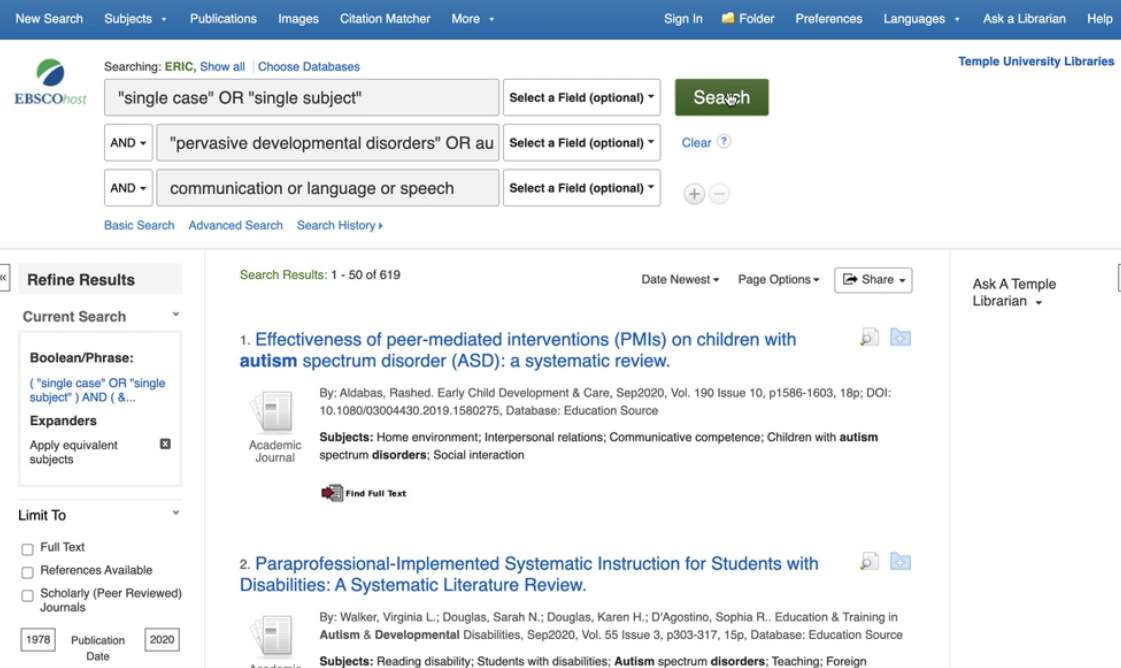 New Search Subjects Publications Images Citation Matcher More Sign In Folder Preferences Languages Ask a Librarian Help
Searching: ERIC, Show all | Choose Databases
Temple University Libraries
EBSCOhost
"single case" OR "single subject" Select a Field (optional) Search
AND "pervasive developmental disorders" OR au Select a Field (optional) Clear ?
AND communication or language or speech Select a Field (optional) + −
Basic Search Advanced Search Search History
«
Refine Results
Current Search
Boolean/Phrase:
( "single case" OR "single
subject" ) AND ( &...
Expanders
Apply equivalent
subjects
Limit To
Full Text
References Available
Scholarly (Peer Reviewed)
Journals
1978 Publication 2020
Date
Search Results: 1 - 50 of 619
Date Newest Page Options Share
1. Effectiveness of peer-mediated interventions (PMIs) on children with
autism spectrum disorder (ASD): a systematic review.
By: Aldabas, Rashed. Early Child Development & Care, Sep2020, Vol. 190 Issue 10, p1586-1603, 18p; DOI:
10.1080/03004430.2019.1580275, Database: Education Source
Academic
Journal
Subjects: Home environment; Interpersonal relations; Communicative competence; Children with autism
spectrum disorders; Social interaction
Find Full Text
2. Paraprofessional-Implemented Systematic Instruction for Students with
Disabilities: A Systematic Literature Review.
By: Walker, Virginia L.; Douglas, Sarah N.; Douglas, Karen H.; D'Agostino, Sophia R.. Education & Training in
Autism & Developmental Disabilities, Sep2020, Vol. 55 Issue 3, p303-317, 15p, Database: Education Source
Academic
Subjects: Reading disability; Students with disabilities; Autism spectrum disorders; Teaching; Foreign
Ask A Temple
Librarian